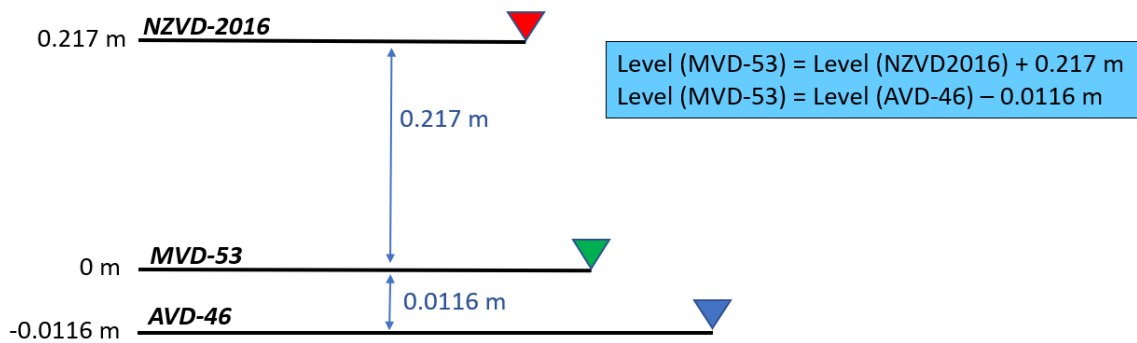 NZVD-2016
0.217 m
Level (MVD-53) = Level (NZVD2016) + 0.217 m
Level (MVD-53) = Level (AVD-46) – 0.0116 m
0.217 m
MVD-53
0 m
0.0116 m
AVD-46
-0.0116 m